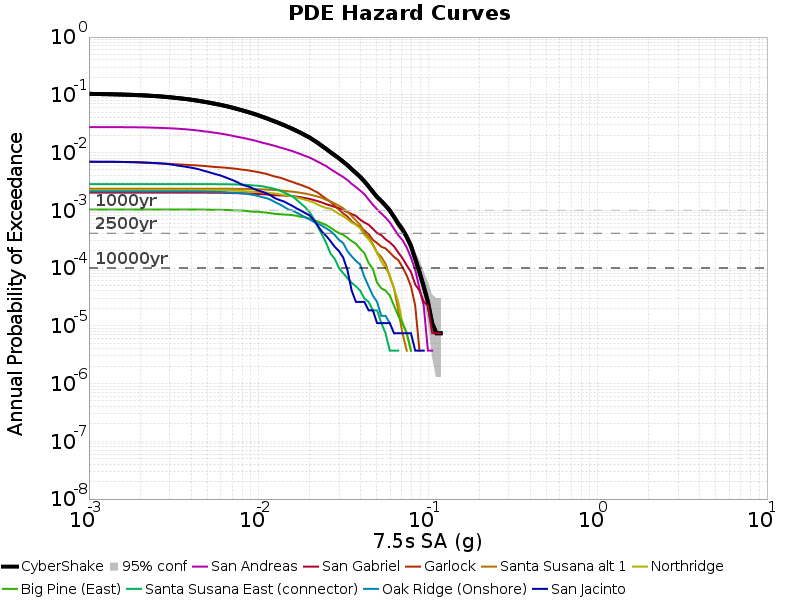 PDE Hazard Curves
Annual Probability of Exceedance
10^0
10^-1
10^-2
10^-3
10^-4
10^-5
10^-6
10^-7
10^-8
1000yr
2500yr
10000yr
10^-3 10^-2 10^-1 10^0 10^1
7.5s SA (g)
CyberShake 95% conf San Andreas San Gabriel Garlock Santa Susana alt 1 Northridge
Big Pine (East) Santa Susana East (connector) Oak Ridge (Onshore) San Jacinto